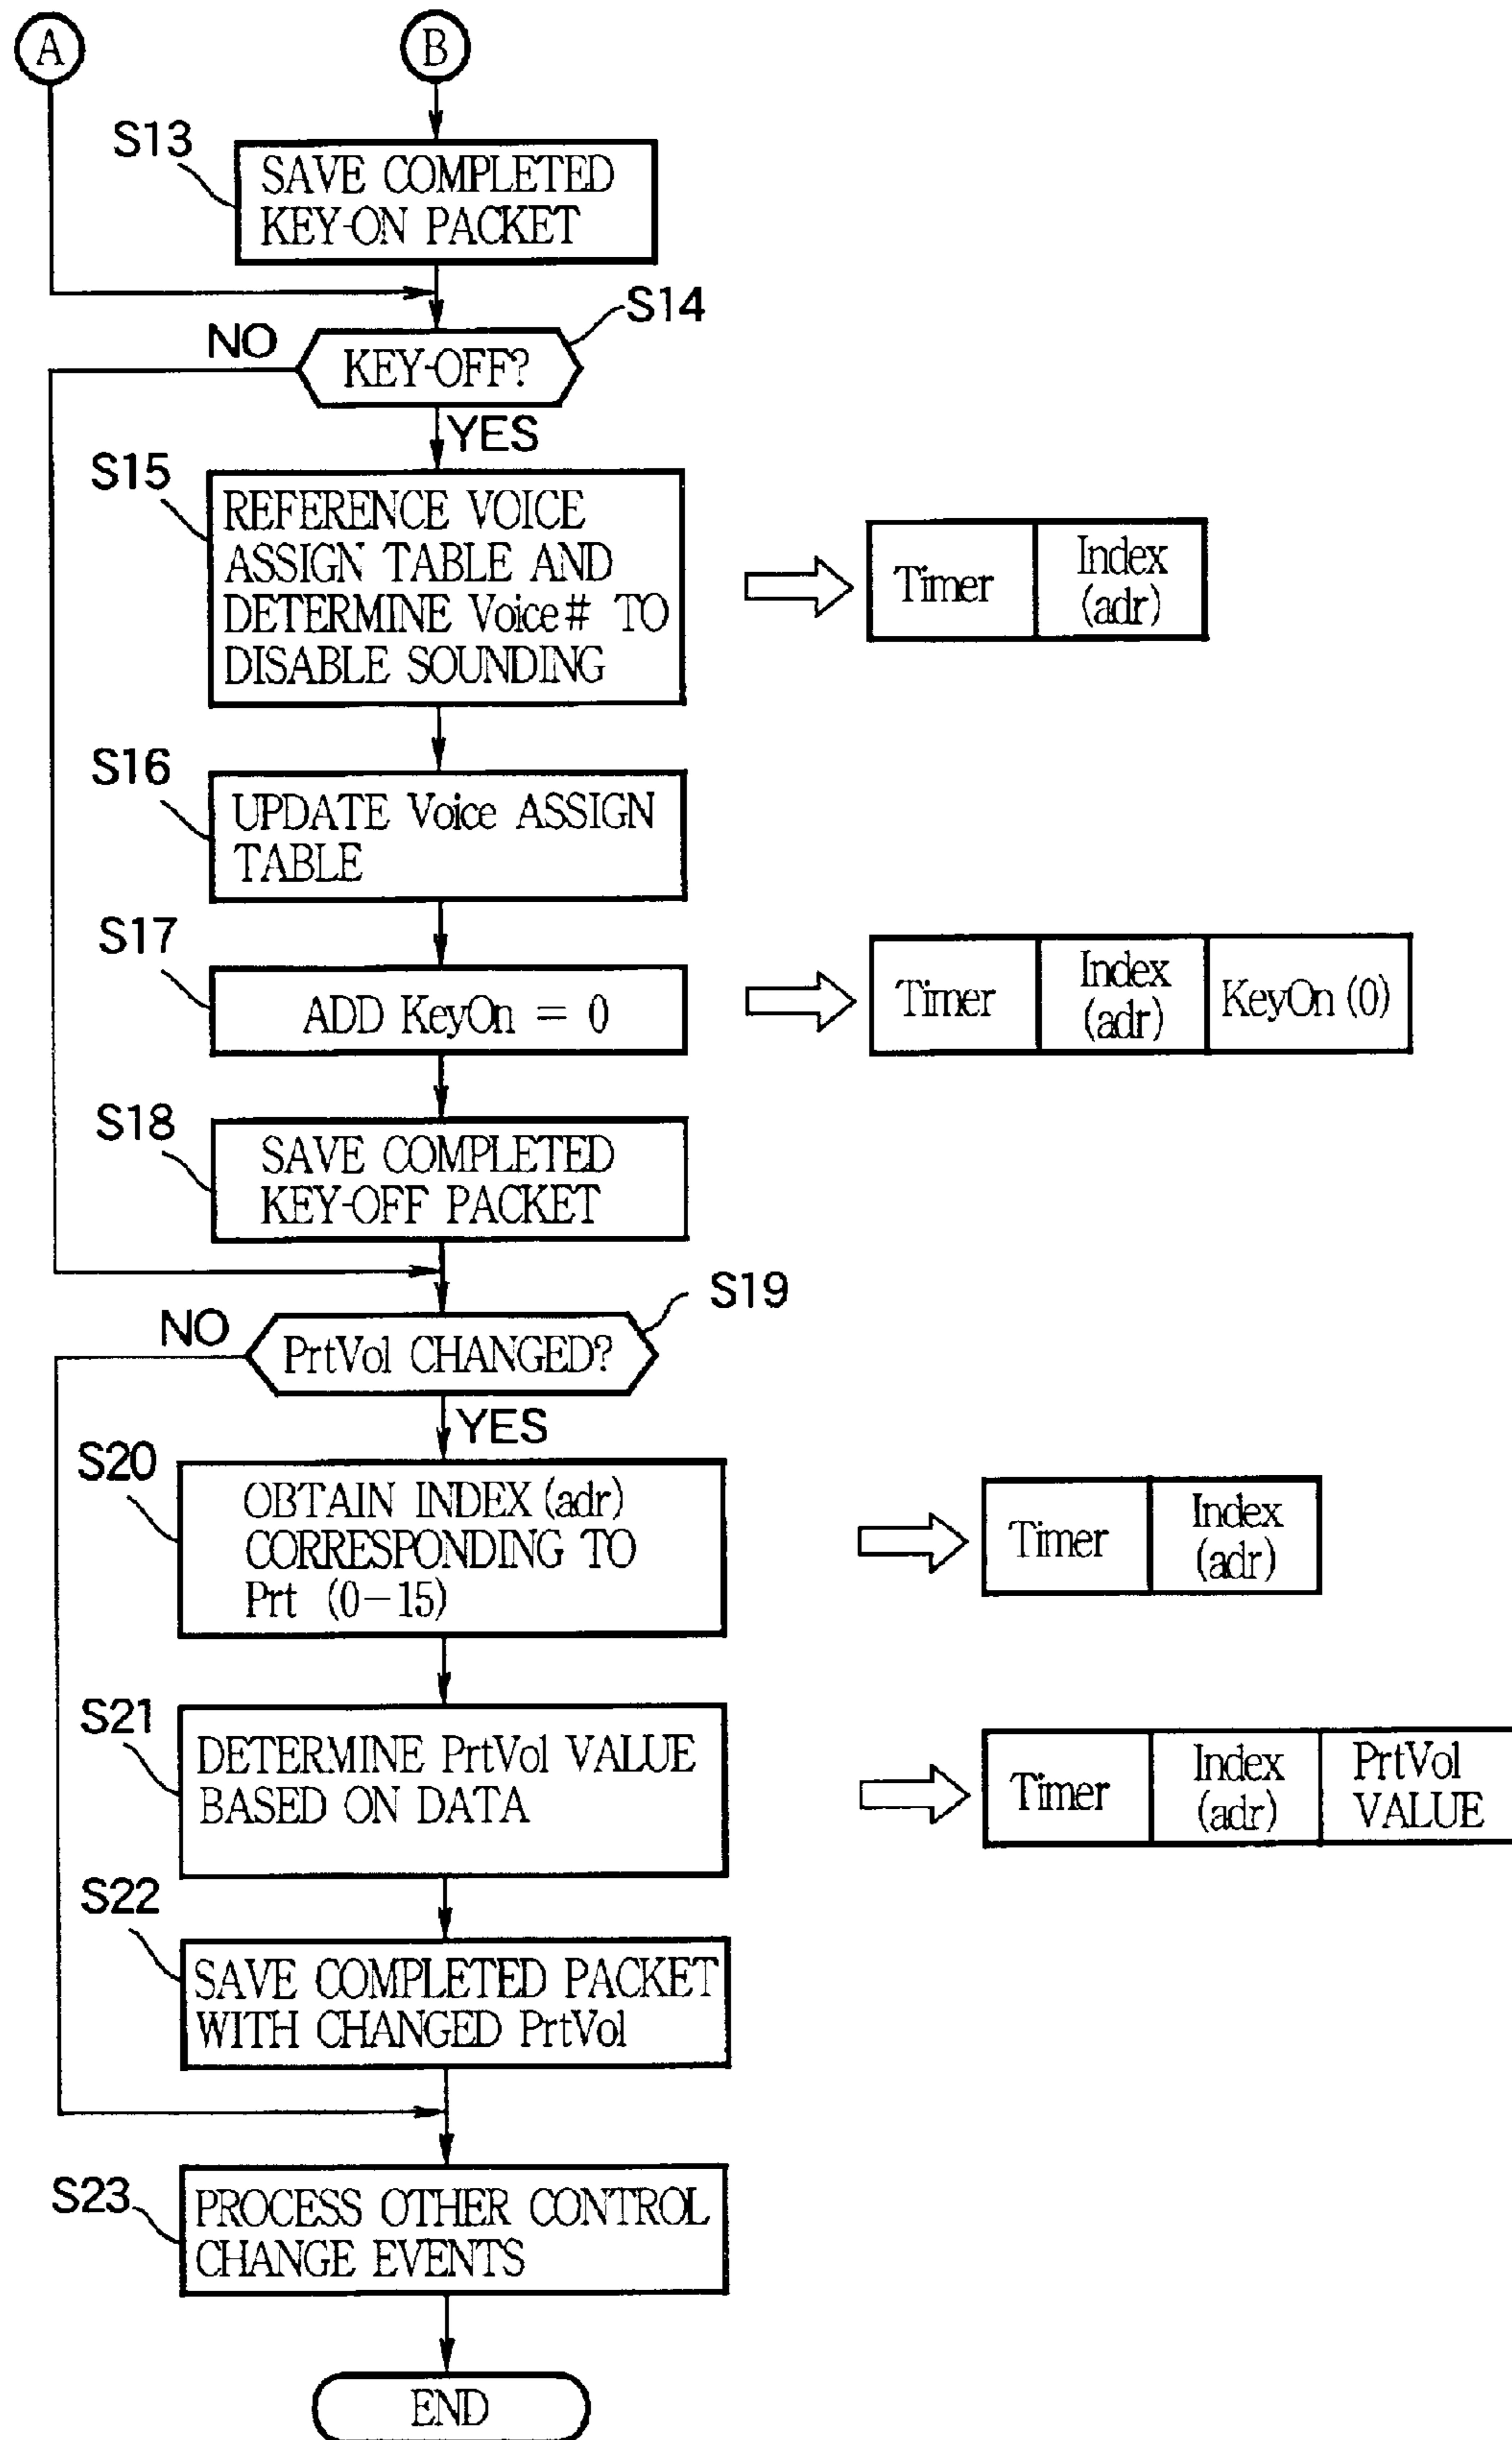 A
B
S13
SAVE COMPLETED
KEY-ON PACKET
S14
NO
KEY-OFF?
YES
S15
REFERENCE VOICE
ASSIGN TABLE AND
DETERMINE Voice# TO
DISABLE SOUNDING
Timer
Index
(adr)
S16
UPDATE Voice ASSIGN
TABLE
S17
ADD KeyOn = 0
Timer
Index
(adr)
KeyOn (0)
S18
SAVE COMPLETED
KEY-OFF PACKET
S19
NO
PrtVol CHANGED?
YES
S20
OBTAIN INDEX (adr)
CORRESPONDING TO
Prt (0-15)
Timer
Index
(adr)
S21
DETERMINE PrtVol VALUE
BASED ON DATA
Timer
Index
(adr)
PrtVol
VALUE
S22
SAVE COMPLETED PACKET
WITH CHANGED PrtVol
S23
PROCESS OTHER CONTROL
CHANGE EVENTS
END